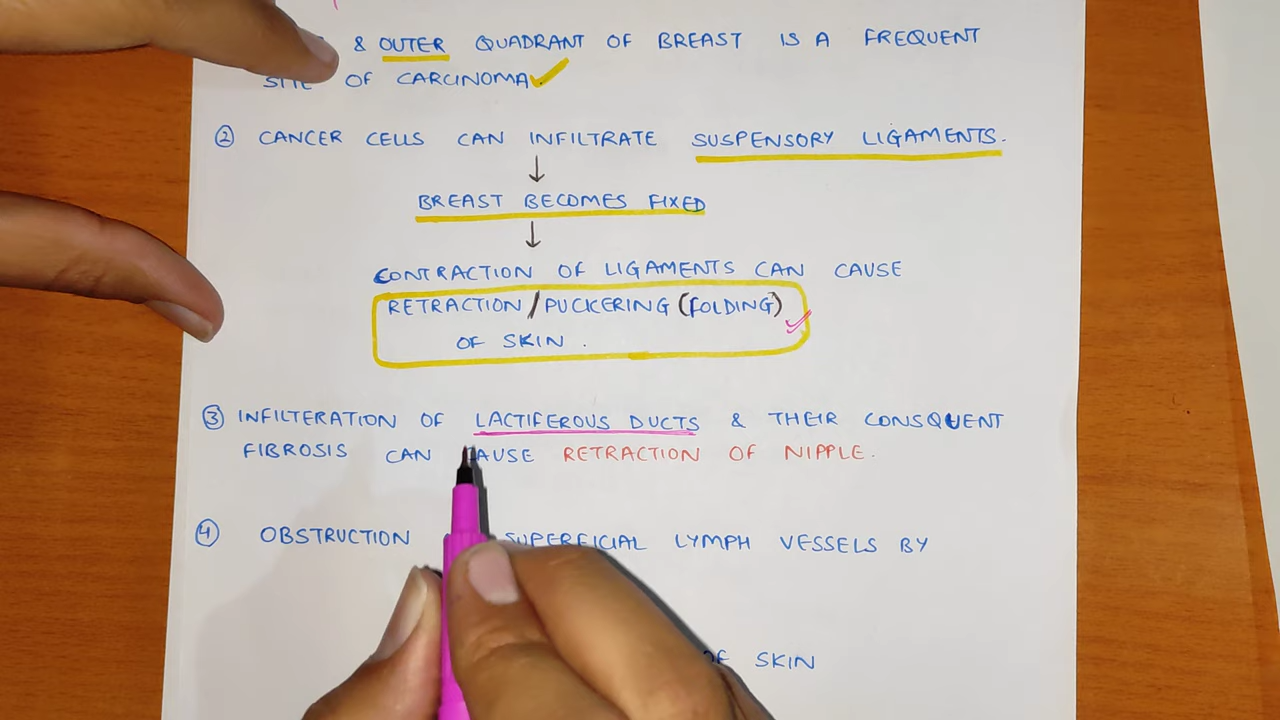 & OUTER QUADRANT OF BREAST IS A FREQUENT
SITE OF CARCINOMA
② CANCER CELLS CAN INFILTRATE SUSPENSORY LIGAMENTS.
BREAST BECOMES FIXED
CONTRACTION OF LIGAMENTS CAN CAUSE
RETRACTION/PUCKERING (FOLDING)
OF SKIN.
③ INFILTERATION OF LACTIFEROUS DUCTS & THEIR CONSQUENT
FIBROSIS CAN CAUSE RETRACTION OF NIPPLE.
④ OBSTRUCTION SUPERFICIAL LYMPH VESSELS BY
OF SKIN